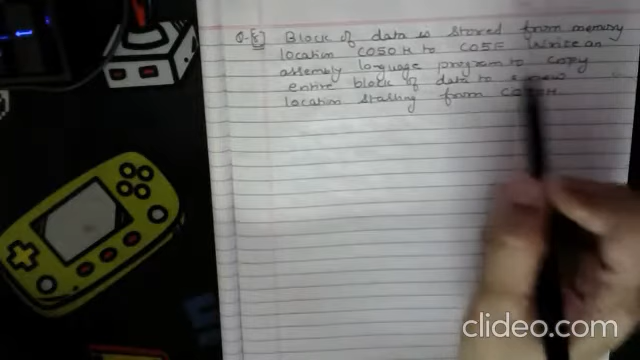 Q.[5] Block of data is stored from memory
location C050H to C05F Write an
assembly language program to copy
entire block of data to a new
location starting from
clideo.com